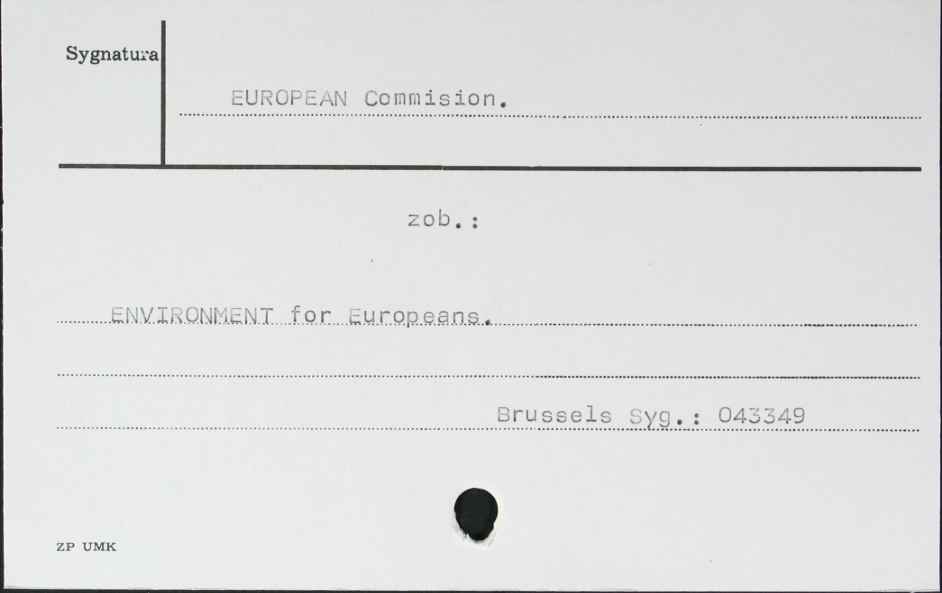 Sygnatura
EUROPEAN Commision.
zob.:
ENVIRONMENT for Europeans.
Brussels Syg.: 043349
ZP UMK